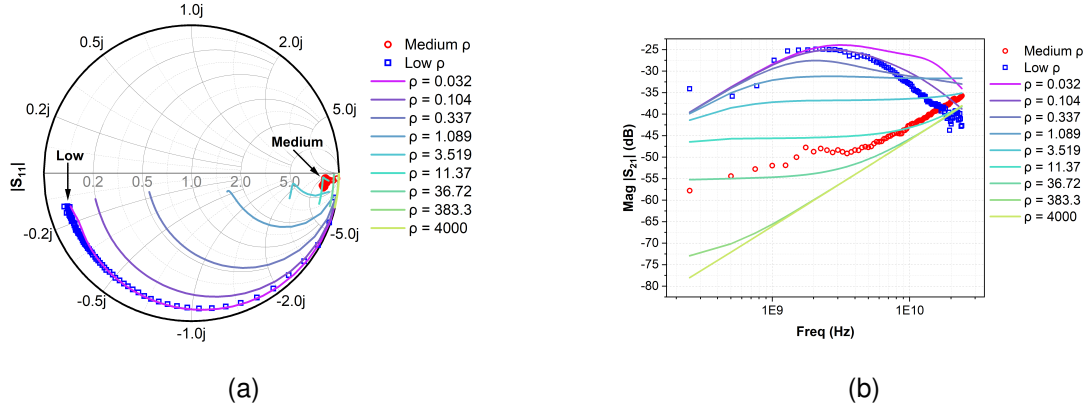 1.0j
0.5j
2.0j
0.2j
5.0j
Low
Medium
|S11|
0.2
0.5
1.0
2.0
5.0
-0.2j
-5.0j
-0.5j
-2.0j
-1.0j
Medium ρ
Low ρ
ρ = 0.032
ρ = 0.104
ρ = 0.337
ρ = 1.089
ρ = 3.519
ρ = 11.37
ρ = 36.72
ρ = 383.3
ρ = 4000
(a)
Mag |S21| (dB)
-25
-30
-35
-40
-45
-50
-55
-60
-65
-70
-75
-80
1E9
1E10
Freq (Hz)
Medium ρ
Low ρ
ρ = 0.032
ρ = 0.104
ρ = 0.337
ρ = 1.089
ρ = 3.519
ρ = 11.37
ρ = 36.72
ρ = 383.3
ρ = 4000
(b)